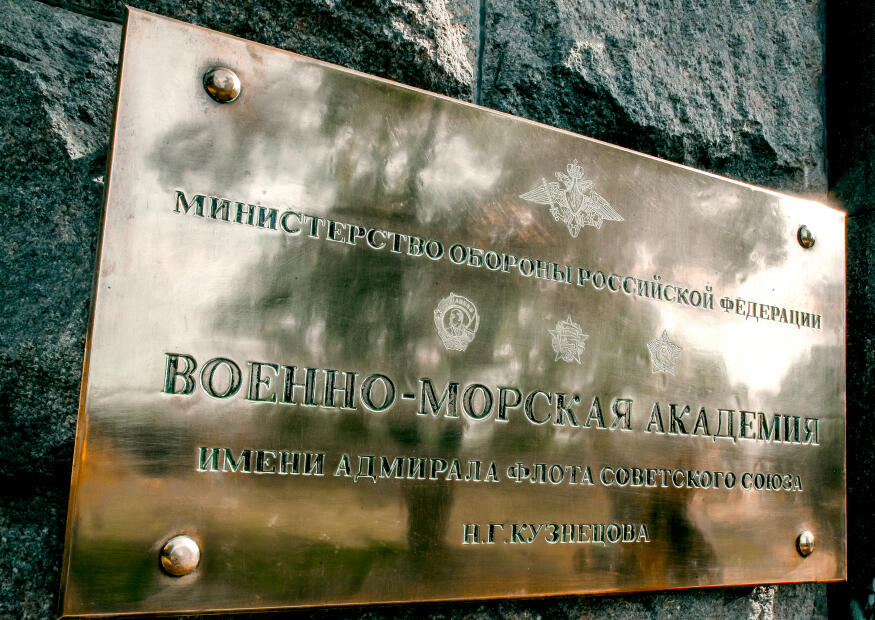 МИНИСТЕРСТВО ОБОРОНЫ РОССИЙСКОЙ ФЕДЕРАЦИИ
ВОЕННО-МОРСКАЯ АКАДЕМИЯ
ИМЕНИ АДМИРАЛА ФЛОТА СОВЕТСКОГО СОЮЗА
Н.Г.КУЗНЕЦОВА